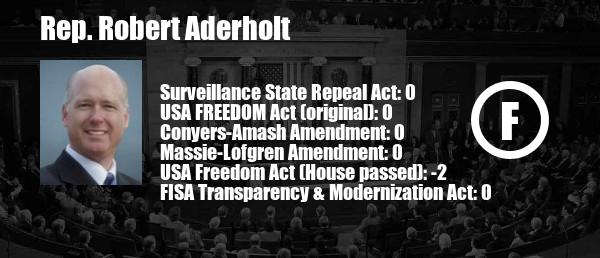 Rep. Robert Aderholt
Surveillance State Repeal Act: 0
USA FREEDOM Act (original): 0
Conyers-Amash Amendment: 0
Massie-Lofgren Amendment: 0
USA Freedom Act (House passed): -2
FISA Transparency & Modernization Act: 0
F